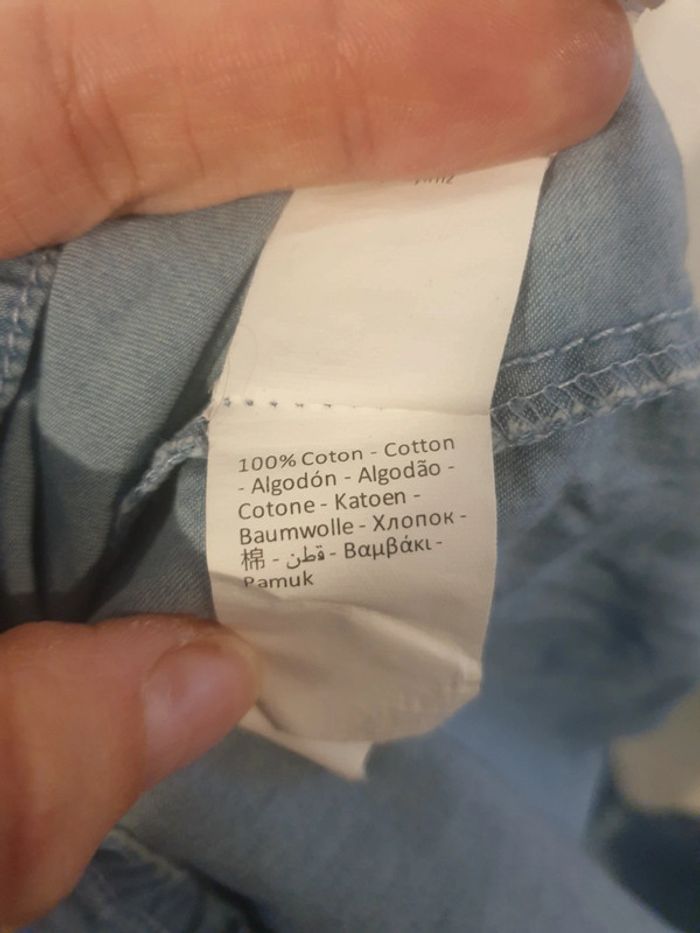 100% Coton - Cotton
- Algodón - Algodão -
Cotone - Katoen -
Baumwolle - Хлопок -
棉 - قطن - Βαμβάκι -
Pamuk